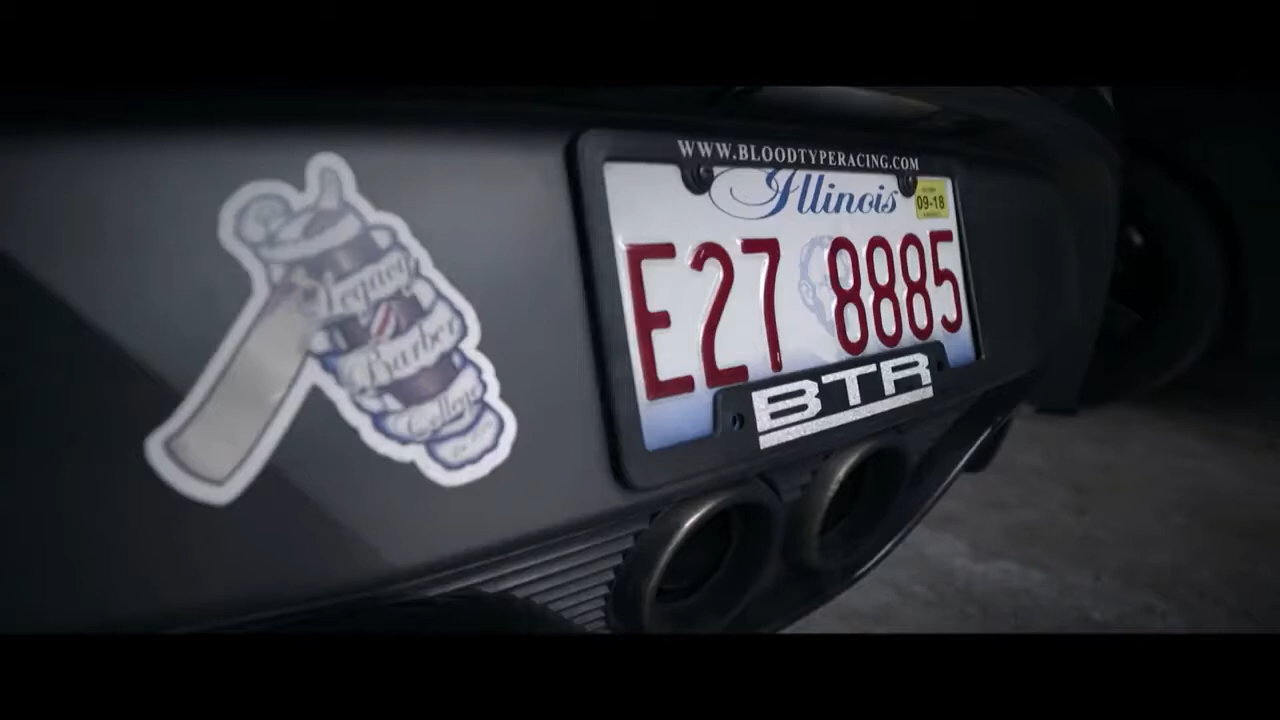 WWW.BLOODTYPERACING.COM
Illinois
09-18
E27 8885
BTR
Legacy
Barber
College